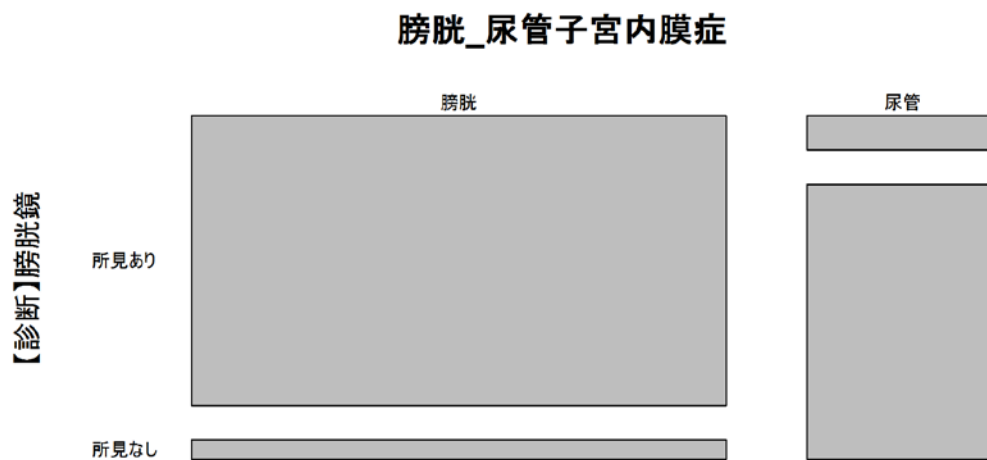 膀胱_尿管子宮内膜症
膀胱
尿管
【診断】膀胱鏡
所見あり
所見なし